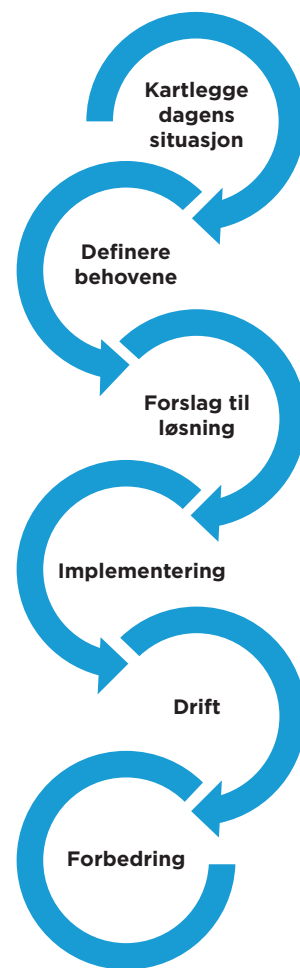 Kartlegge
dagens
situasjon
Definere
behovene
Forslag til
løsning
Implementering
Drift
Forbedring